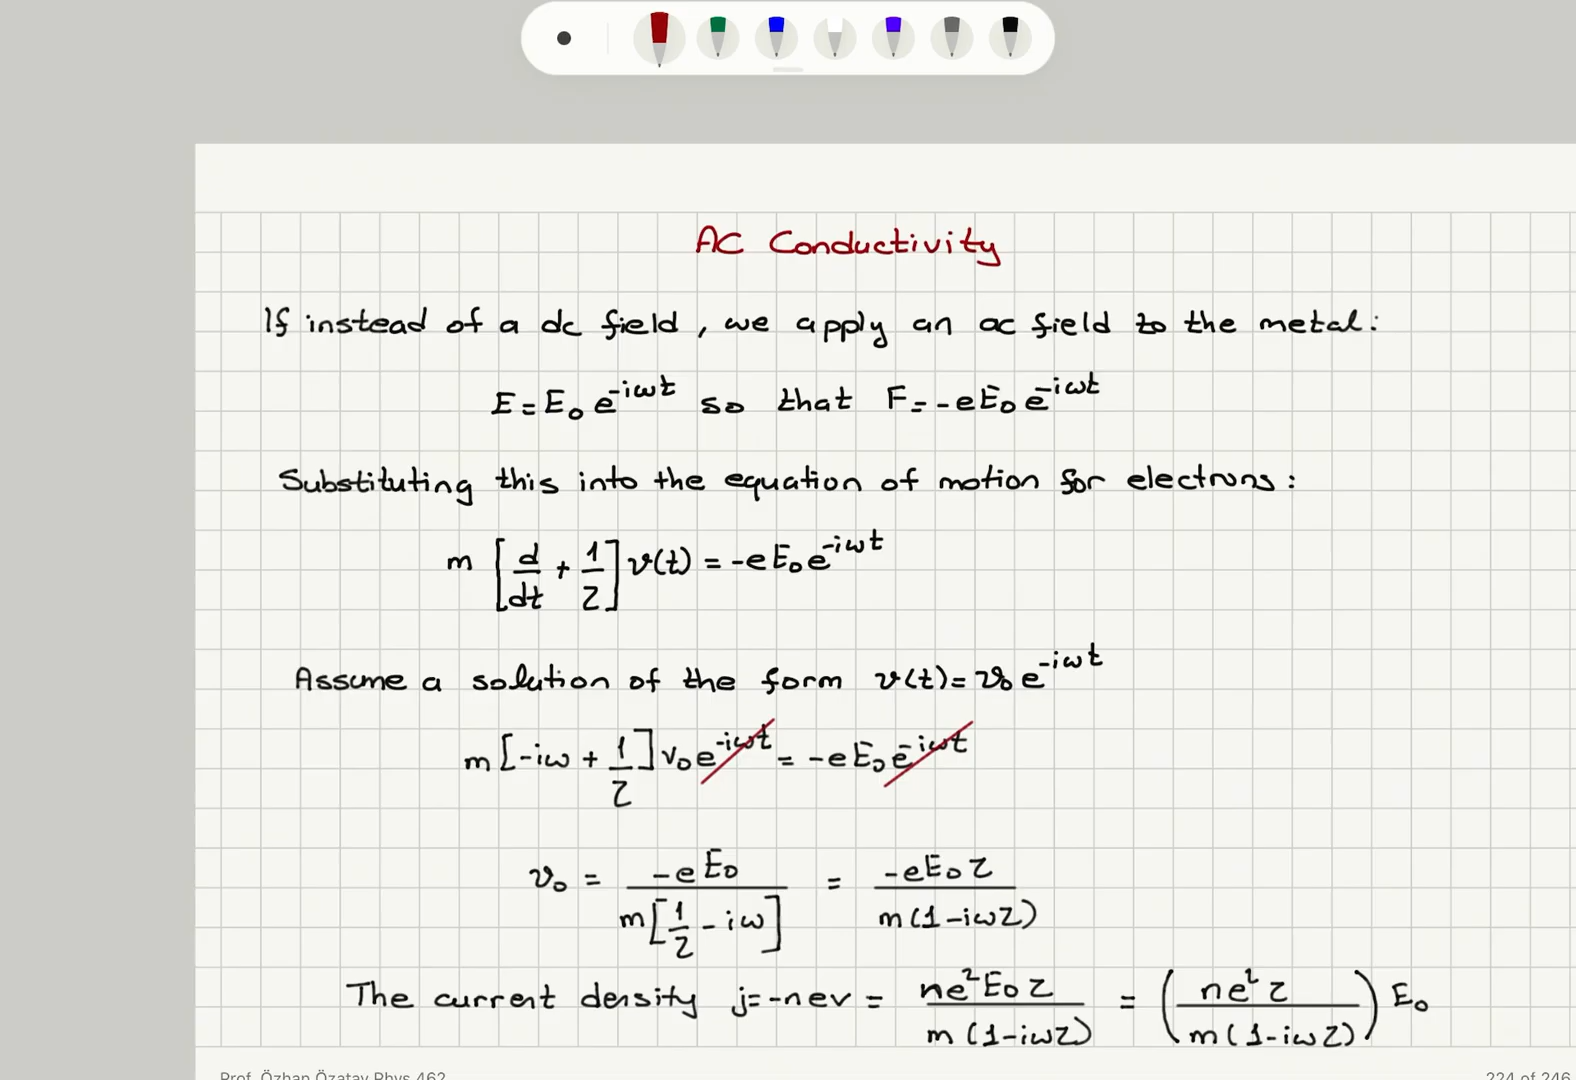 AC Conductivity
If instead of a dc field, we apply an ac field to the metal:
E = E₀ e^{-iωt} so that F = -eE₀ e^{-iωt}
Substituting this into the equation of motion for electrons:
m [d/dt + 1/τ] v(t) = -eE₀e^{-iωt}
Assume a solution of the form v(t) = v₀ e^{-iωt}
m [-iω + 1/τ] v₀ e^{-iωt} = -eE₀ e^{-iωt}
v₀ = -eE₀ / m[1/τ - iω] = -eE₀τ / m(1-iωτ)
The current density j = -nev = ne²E₀τ / m(1-iωτ) = (ne²τ / m(1-iωτ)) E₀
Prof. Özhan Özatay Phys 462
224 of 246